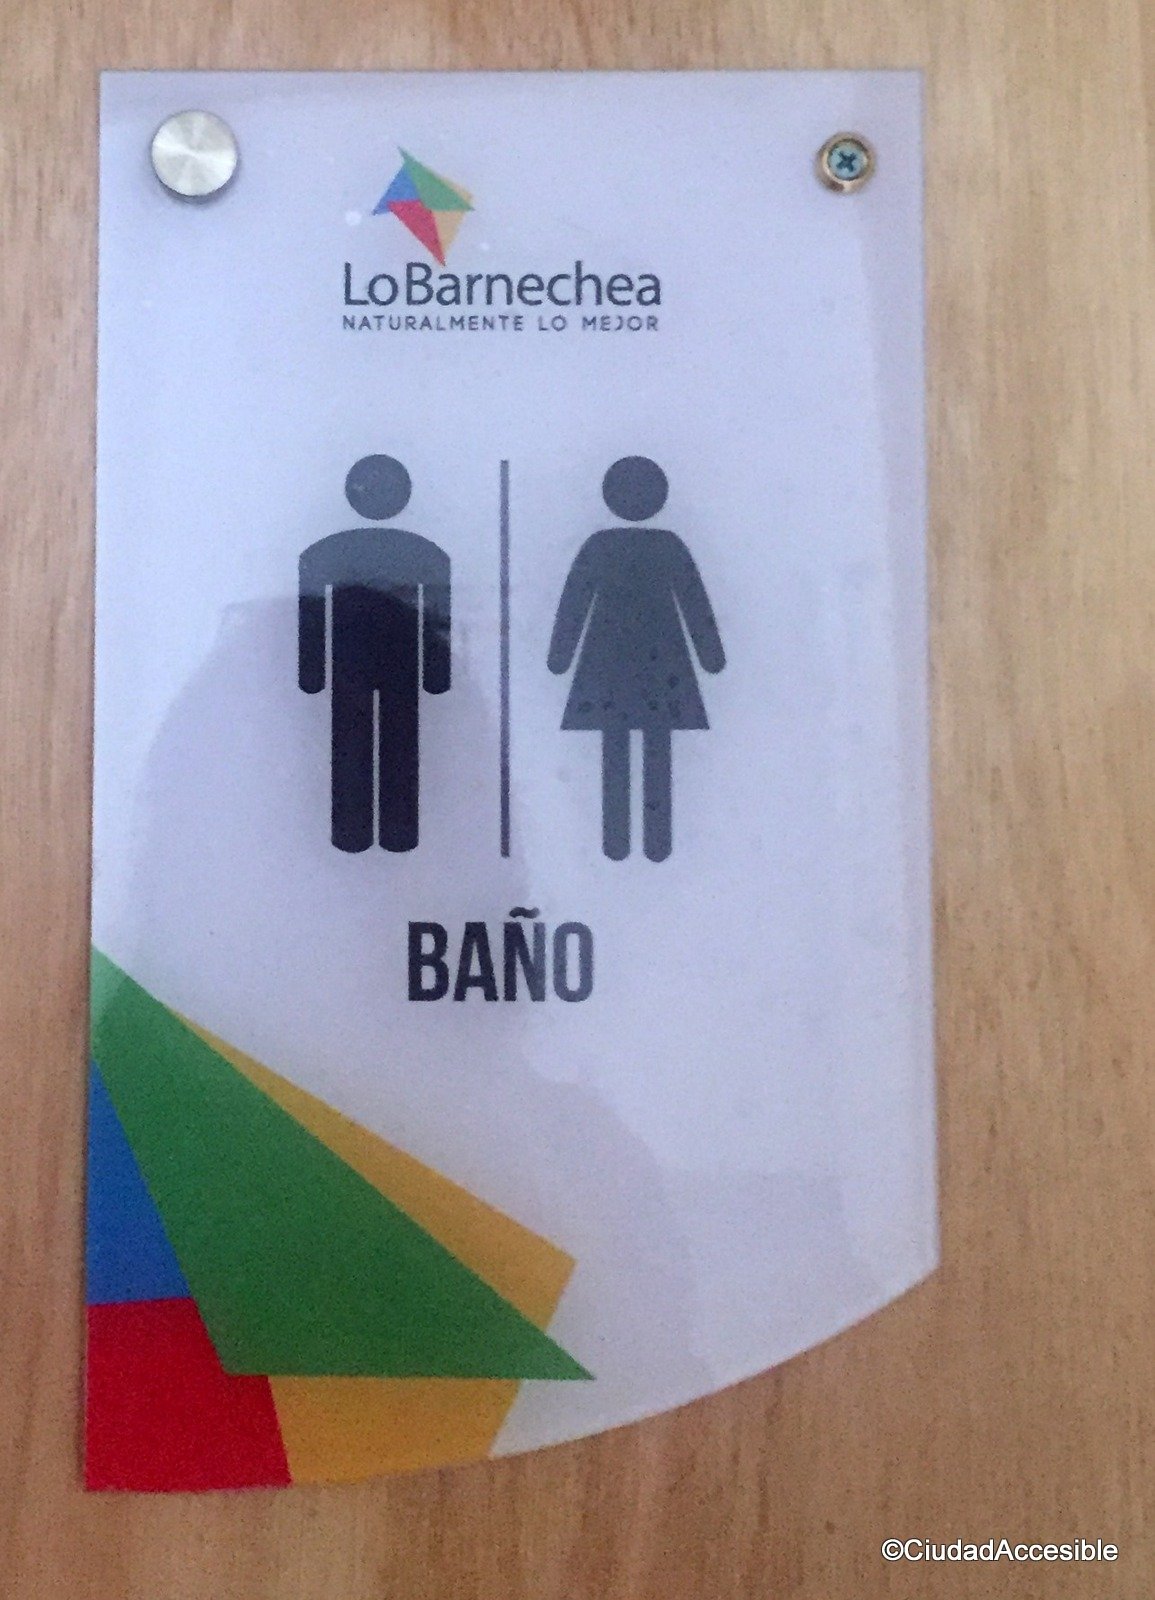 LoBarnechea
NATURALMENTE LO MEJOR
BAÑO
©CiudadAccesible